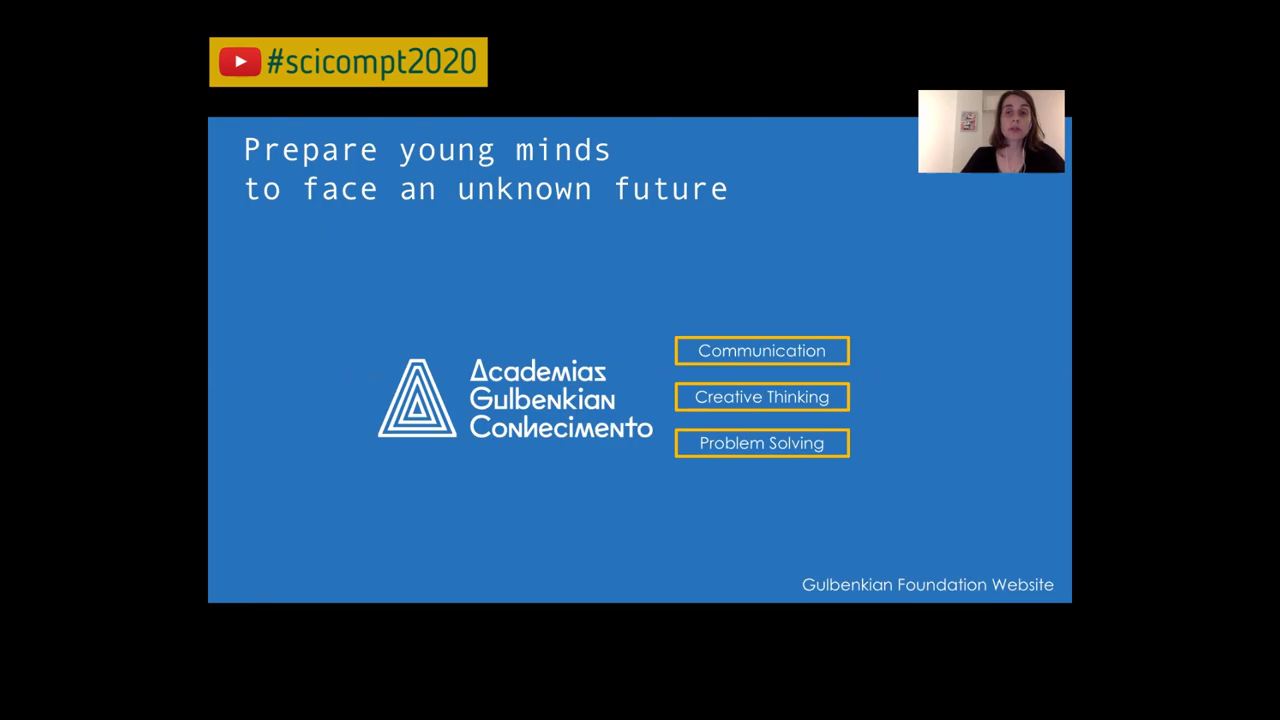 #scicompt2020
Prepare young minds
to face an unknown future
Academias
Gulbenkian
Conhecimento
Communication
Creative Thinking
Problem Solving
Gulbenkian Foundation Website